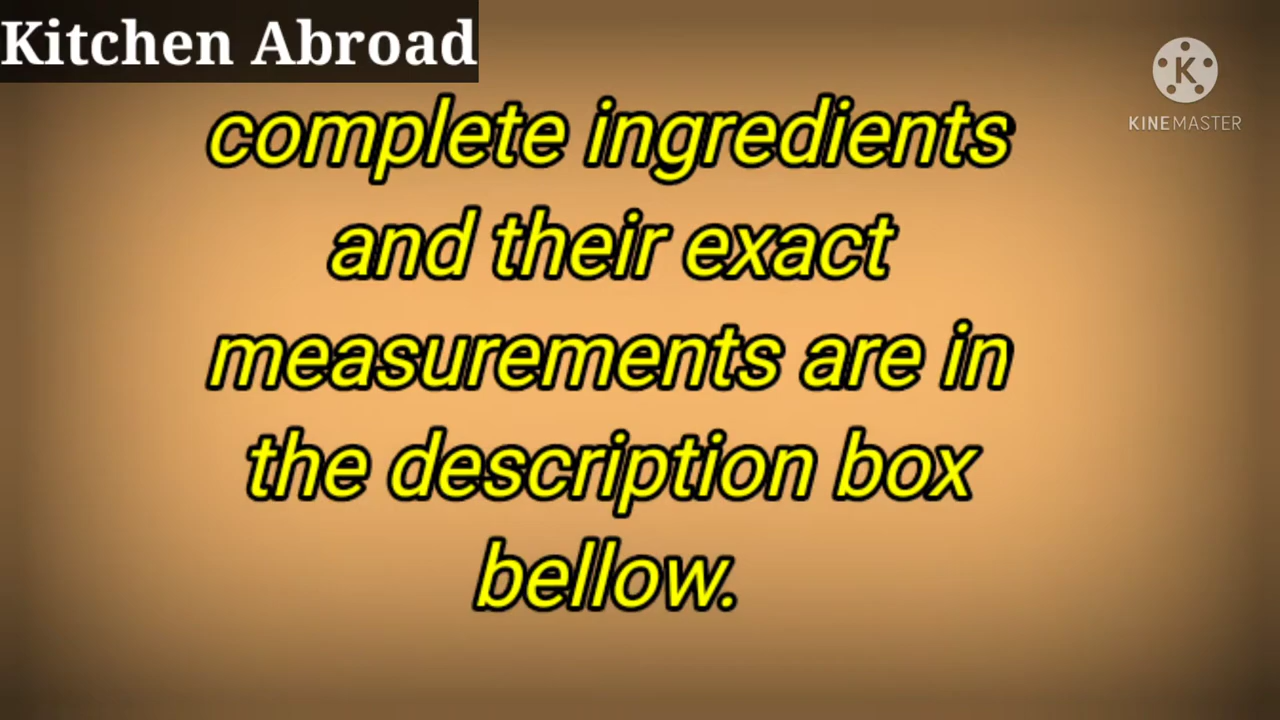 Kitchen Abroad
K
KINEMASTER
complete ingredients
and their exact
measurements are in
the description box
bellow.